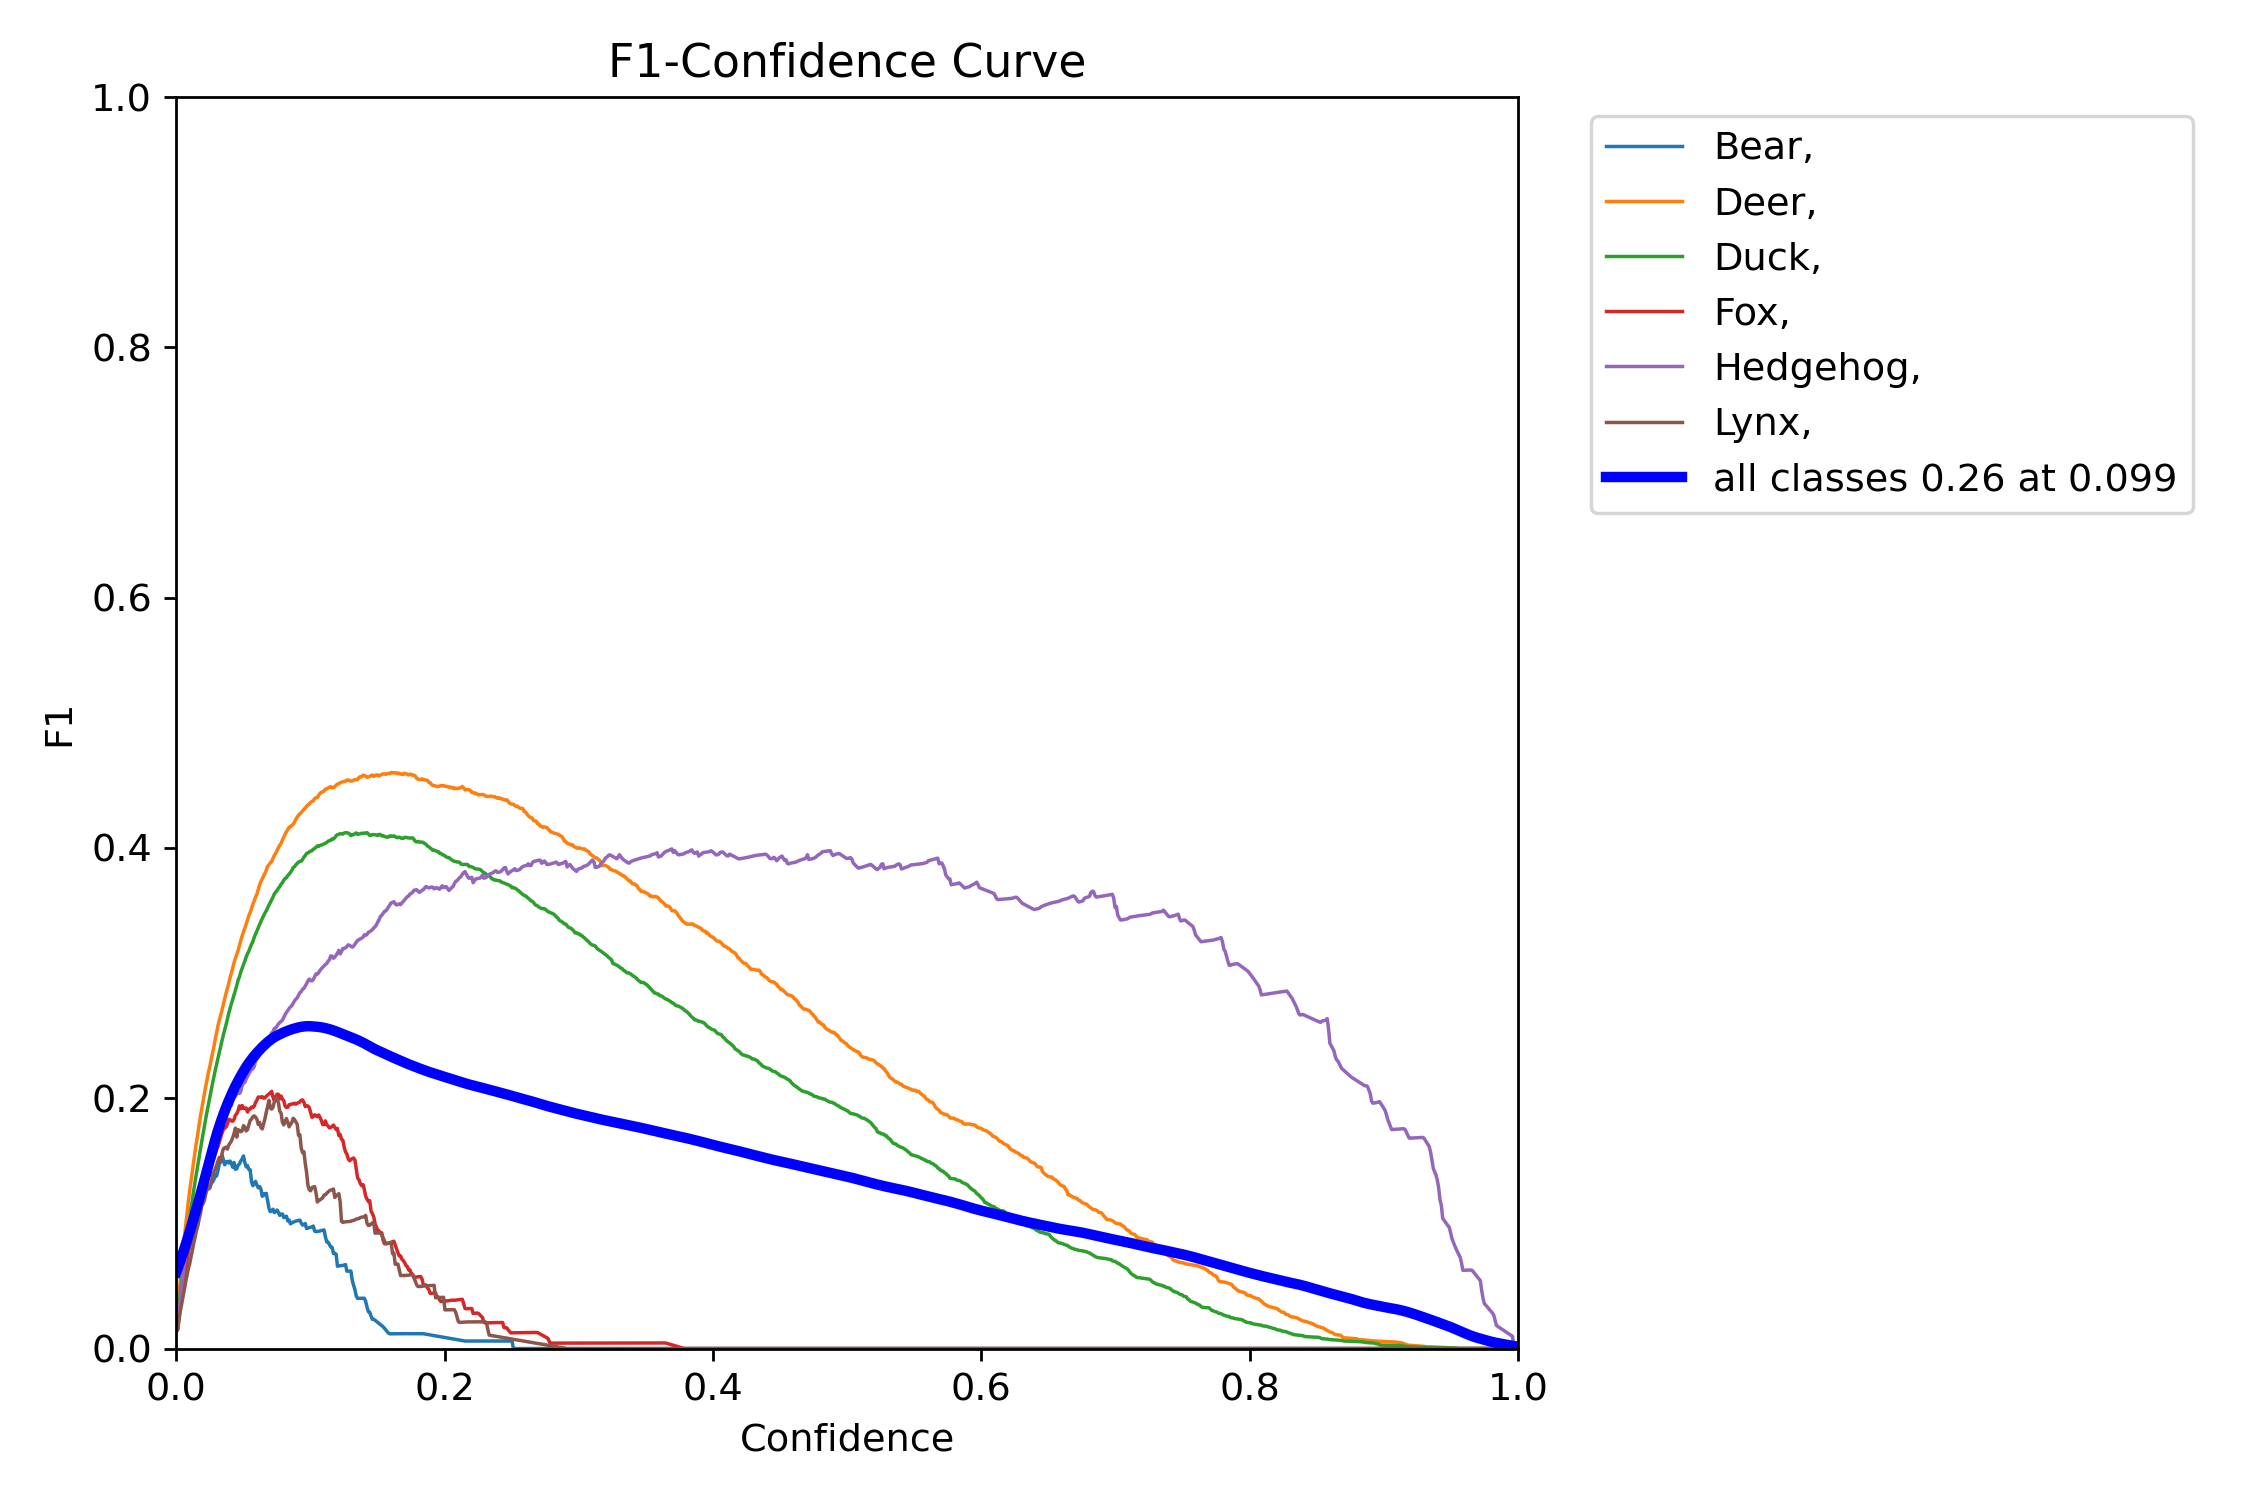 F1-Confidence Curve
1.0
0.8
0.6
0.4
0.2
0.0
F1
0.0 0.2 0.4 0.6 0.8 1.0
Confidence
Bear,
Deer,
Duck,
Fox,
Hedgehog,
Lynx,
all classes 0.26 at 0.099